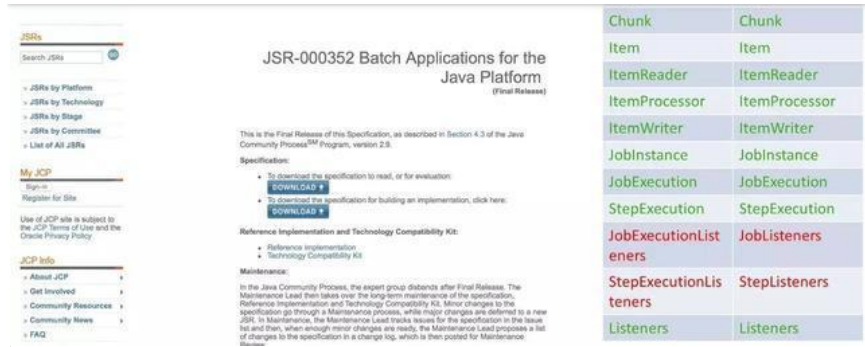 JSRs
Search JSRs
GO
» JSRs by Platform
» JSRs by Technology
» JSRs by Stage
» JSRs by Committee
» List of All JSRs
My JCP
Sign-in
Register for Site
Use of JCP site is subject to
the JCP Terms of Use and the
Oracle Privacy Policy
JCP Info
» About JCP
» Get Involved
» Community Resources
» Community News
» FAQ
JSR-000352 Batch Applications for the
Java Platform
(Final Release)
This is the Final Release of this Specification, as described in Section 4.3 of the Java
Community ProcessSM Program, version 2.9.
Specification:
• To download the specification to read, or for evaluation:
DOWNLOAD
• To download the specification for building an implementation, click here:
DOWNLOAD
Reference Implementation and Technology Compatibility Kit:
• Reference Implementation
• Technology Compatibility Kit
Maintenance:
In the Java Community Process, the expert group disbands after Final Release. The
Maintenance Lead then takes over the long-term maintenance of the specification,
Reference Implementation and Technology Compatibility Kit. Minor changes to the
specification go through a Maintenance process, while major changes are deferred to a new
JSR. In Maintenance, the Maintenance Lead tracks issues for the specification in the Issue
list and then, when enough minor changes are ready, the Maintenance Lead proposes a list
of changes to the specification in a change log, which is then posted for Maintenance
Review.
Chunk Chunk
Item Item
ItemReader ItemReader
ItemProcessor ItemProcessor
ItemWriter ItemWriter
JobInstance JobInstance
JobExecution JobExecution
StepExecution StepExecution
JobExecutionList JobListeners
eners
StepExecutionLis StepListeners
teners
Listeners Listeners